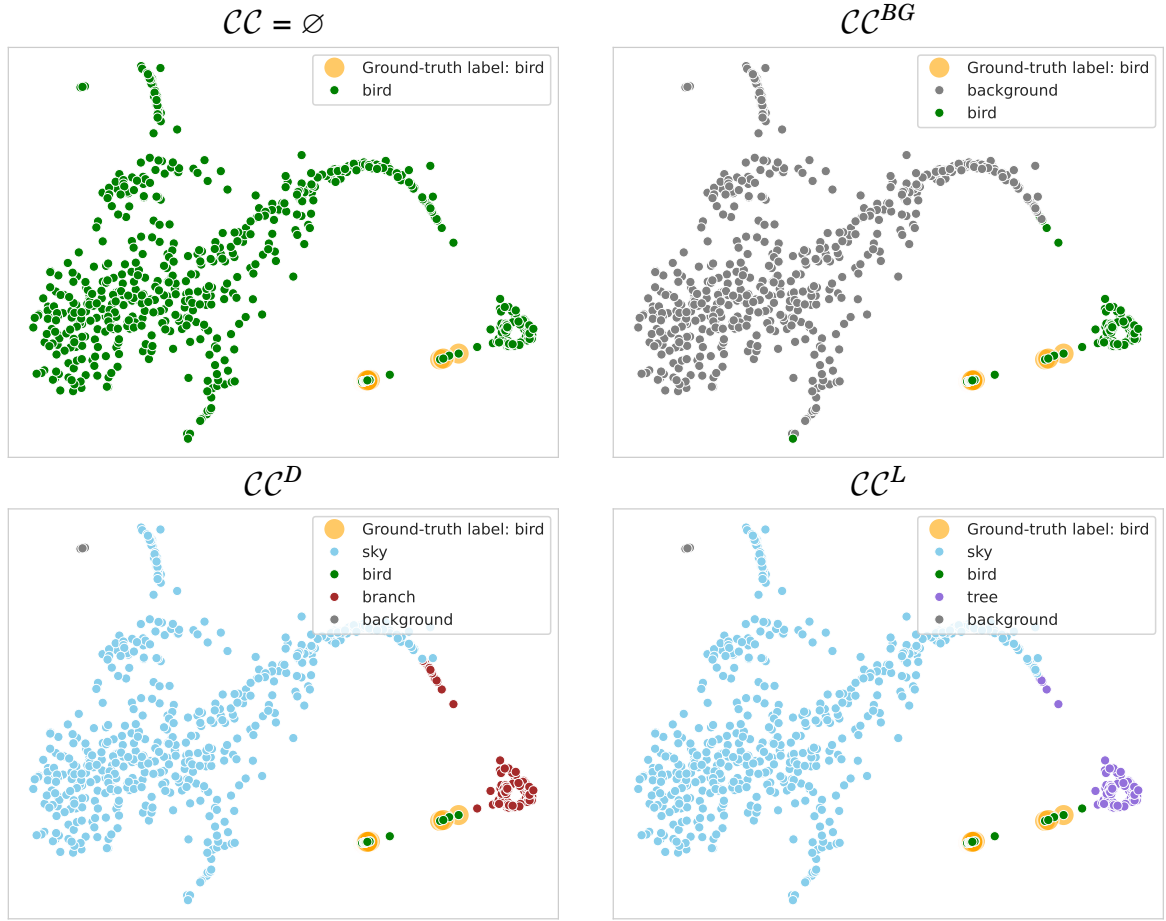 𝒞𝒞 = ∅
Ground-truth label: bird
bird
𝒞𝒞^{BG}
Ground-truth label: bird
background
bird
𝒞𝒞^{D}
Ground-truth label: bird
sky
bird
branch
background
𝒞𝒞^{L}
Ground-truth label: bird
sky
bird
tree
background